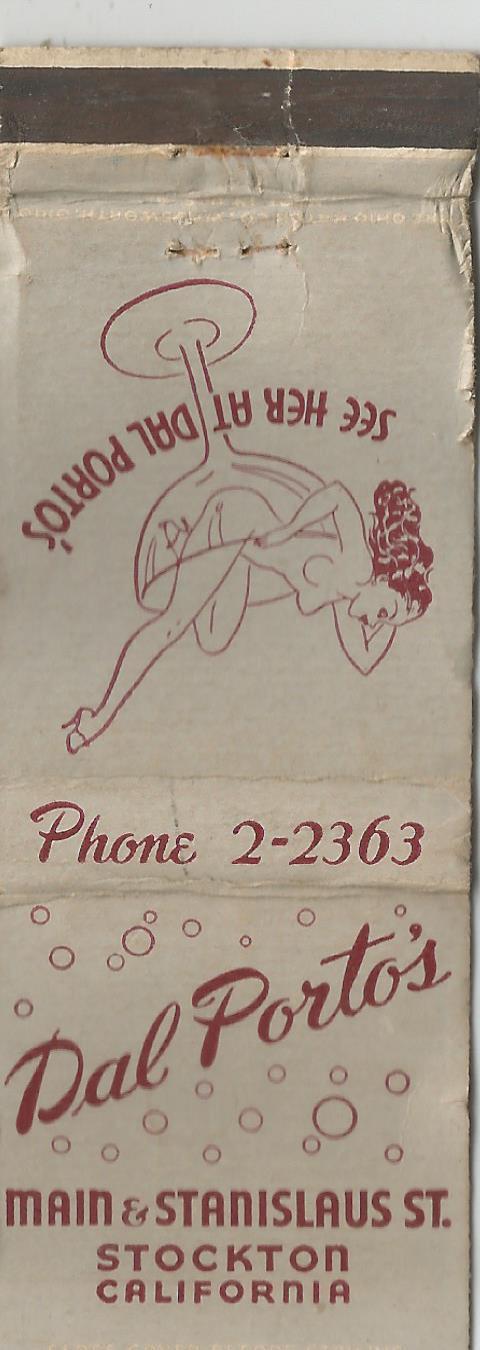 SEE HER AT DAL PORTO'S
Phone 2-2363
Dal Porto's
MAIN & STANISLAUS ST.
STOCKTON
CALIFORNIA